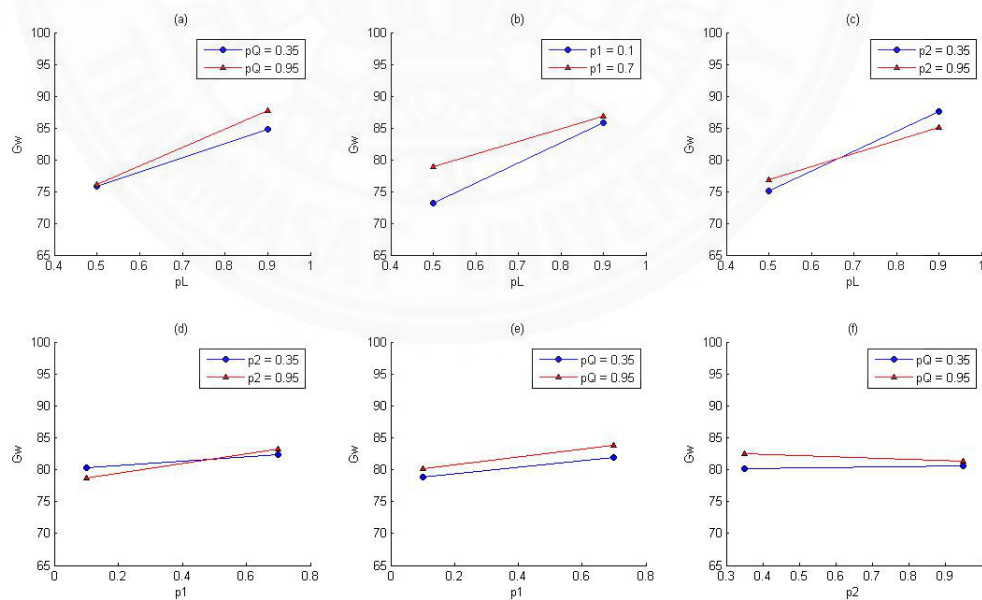 (a)
100
95
90
85
80
75
70
65
Gw
pQ = 0.35
pQ = 0.95
0.4 0.5 0.6 0.7 0.8 0.9 1
pL
(b)
100
95
90
85
80
75
70
65
Gw
p1 = 0.1
p1 = 0.7
0.4 0.5 0.6 0.7 0.8 0.9 1
pL
(c)
100
95
90
85
80
75
70
65
Gw
p2 = 0.35
p2 = 0.95
0.4 0.5 0.6 0.7 0.8 0.9 1
pL
(d)
100
95
90
85
80
75
70
65
Gw
p2 = 0.35
p2 = 0.95
0 0.2 0.4 0.6 0.8
p1
(e)
100
95
90
85
80
75
70
65
Gw
pQ = 0.35
pQ = 0.95
0 0.2 0.4 0.6 0.8
p1
(f)
100
95
90
85
80
75
70
65
Gw
pQ = 0.35
pQ = 0.95
0.3 0.4 0.5 0.6 0.7 0.8 0.9 1
p2
UNIVERSITY